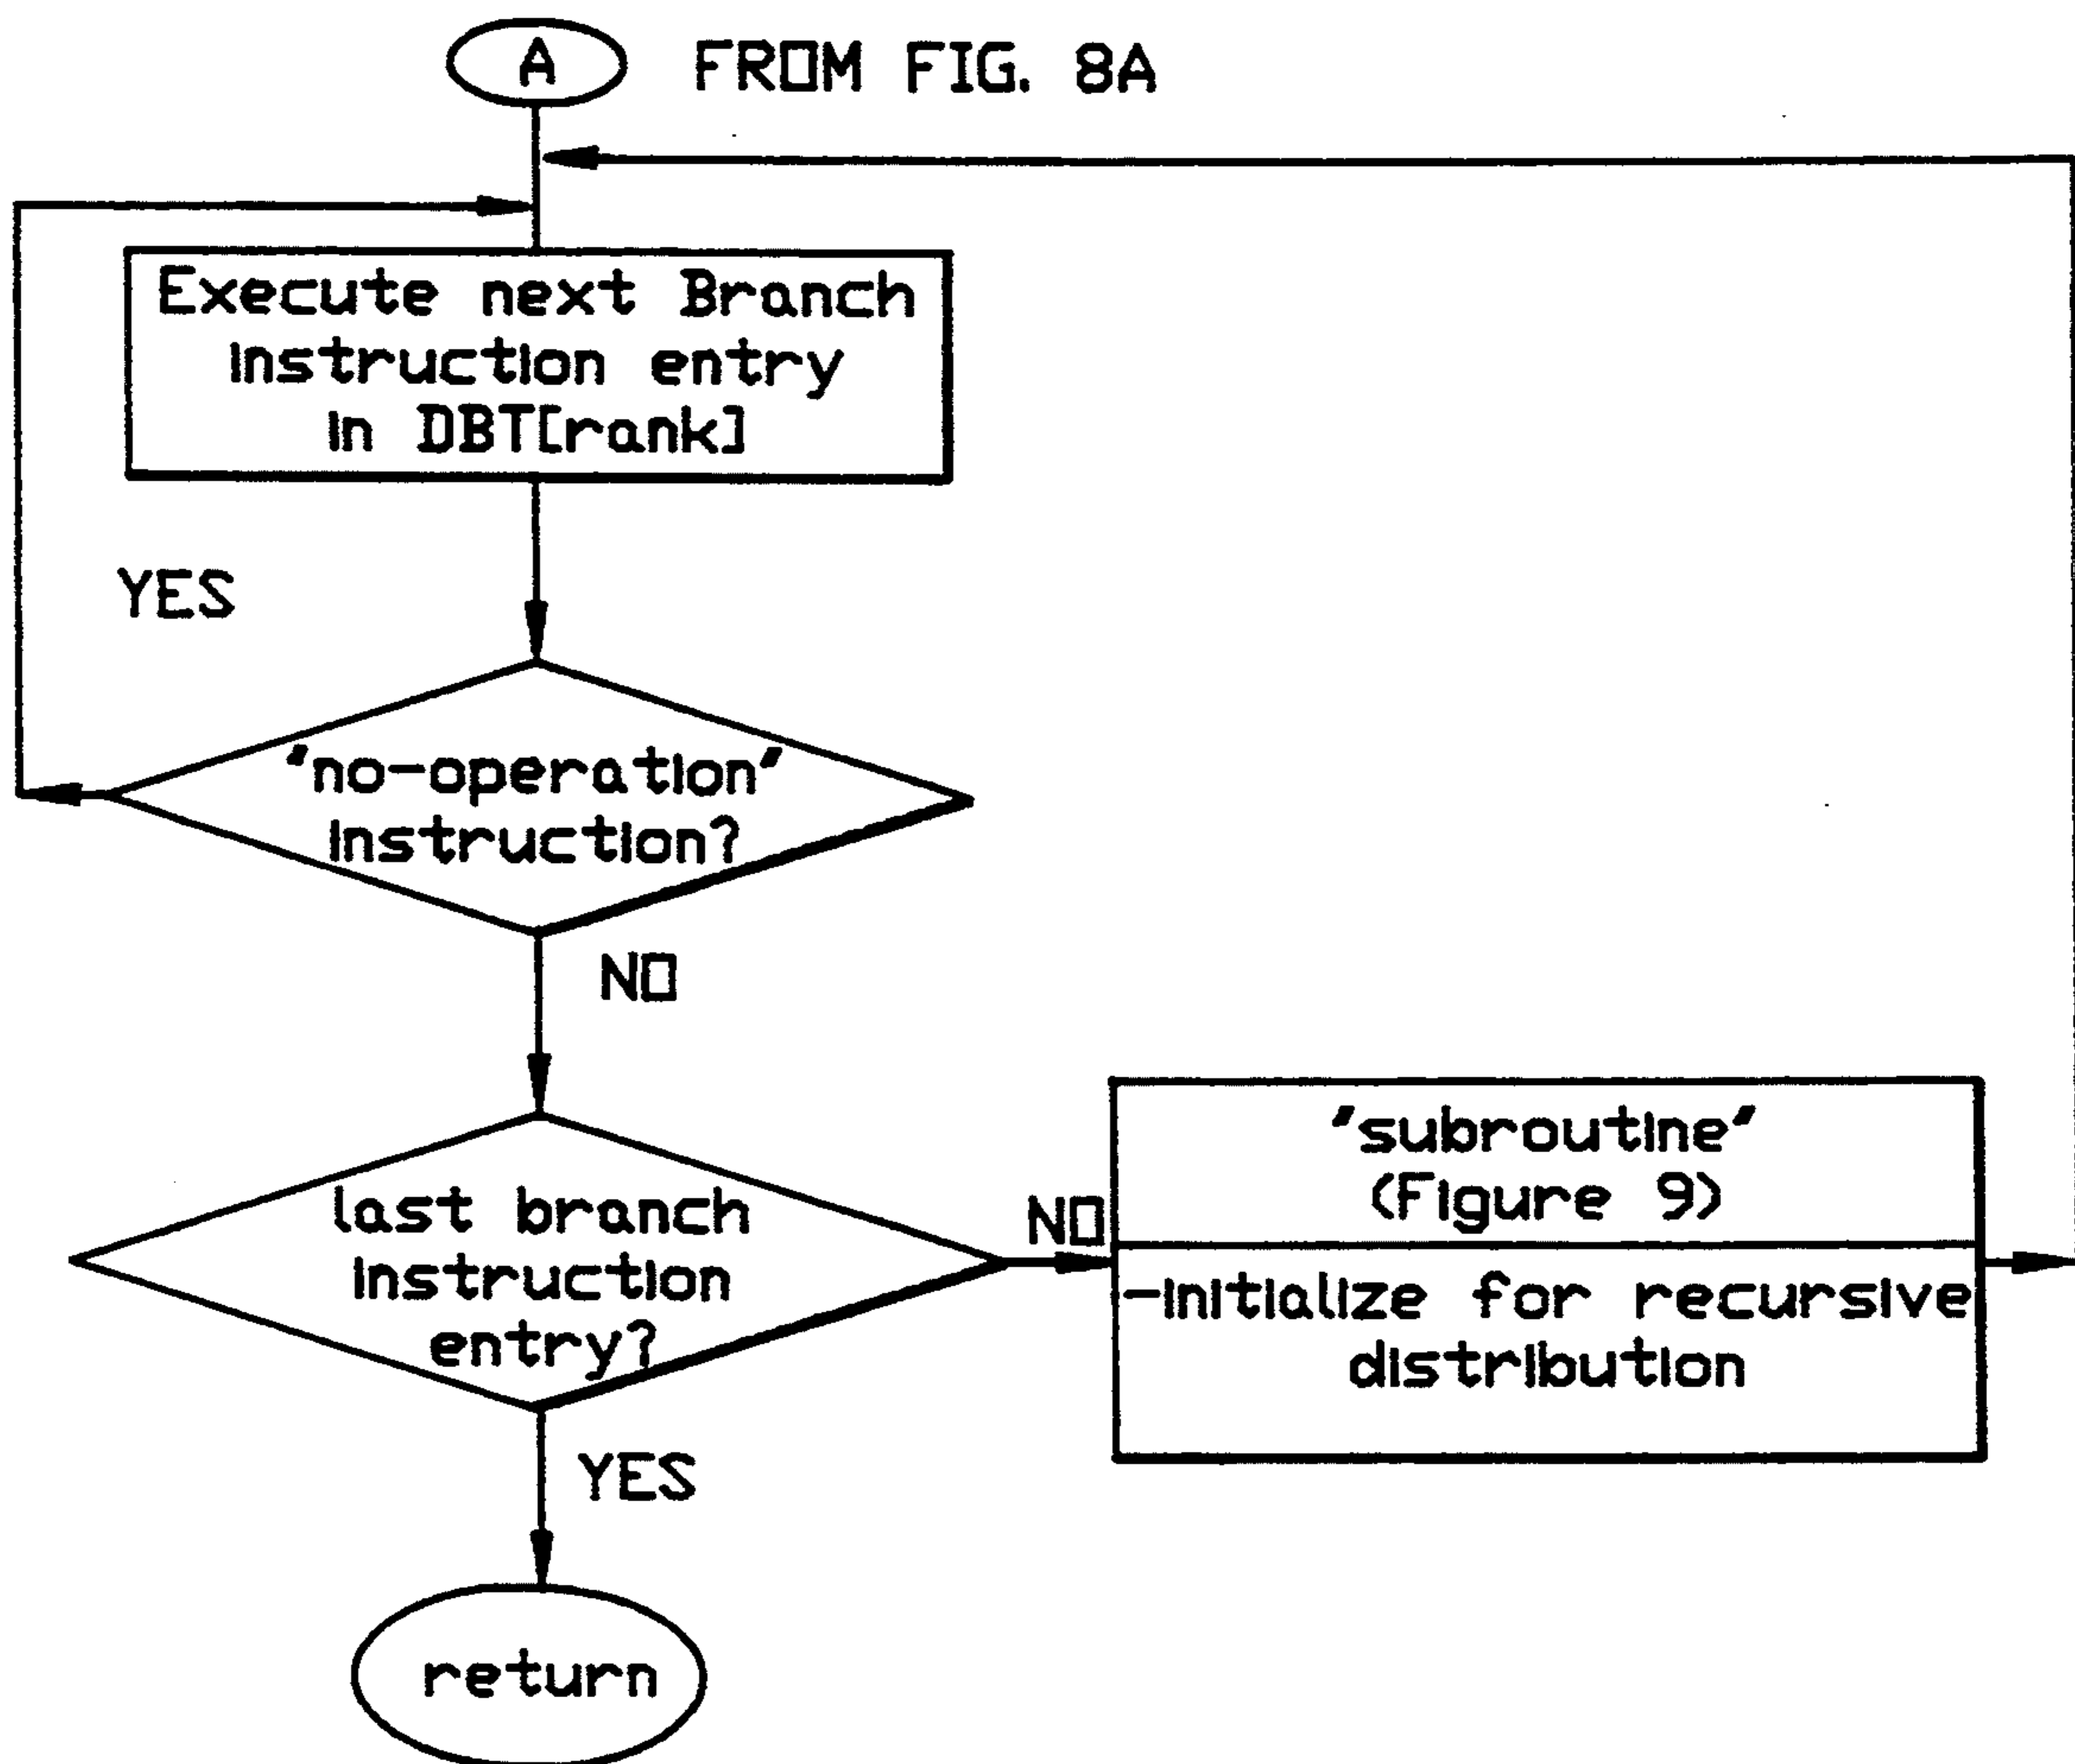 A FROM FIG. 8A
Execute next Branch
instruction entry
in DBT[rank]
YES
'no-operation'
instruction?
NO
last branch
instruction
entry?
NO
'subroutine'
(Figure 9)
-initialize for recursive
distribution
YES
return